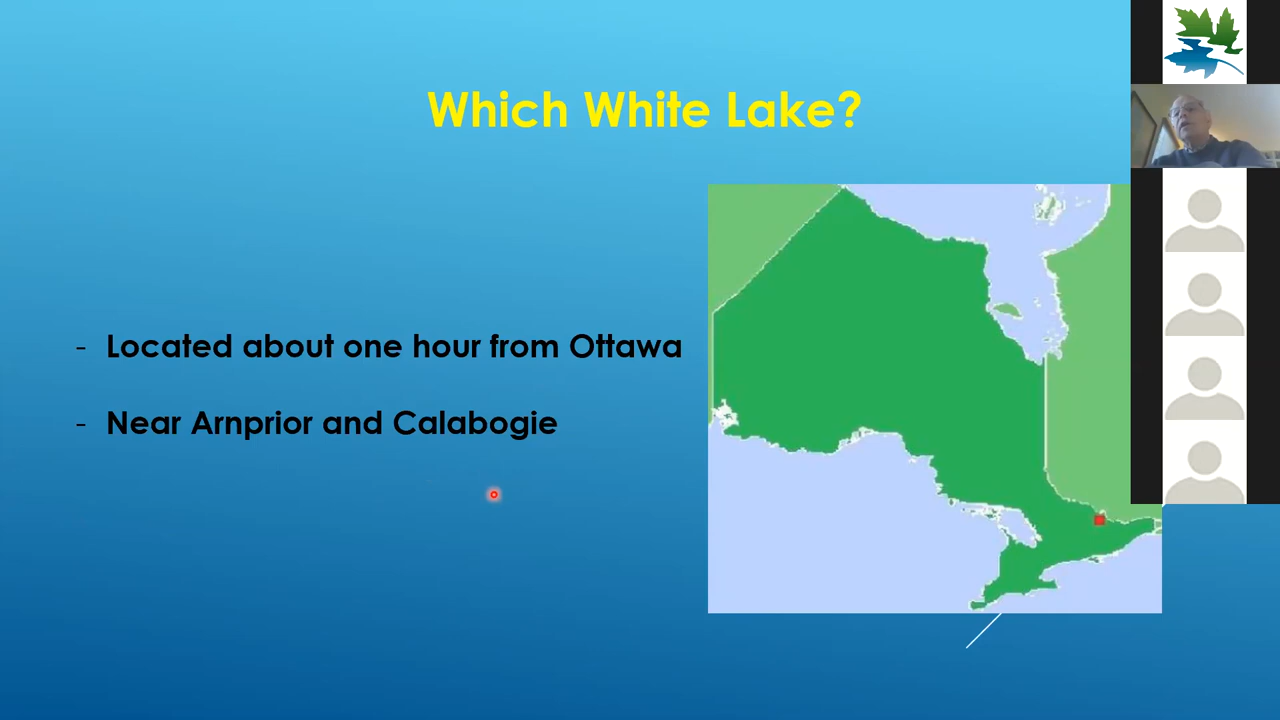 Which White Lake?
- Located about one hour from Ottawa
- Near Arnprior and Calabogie